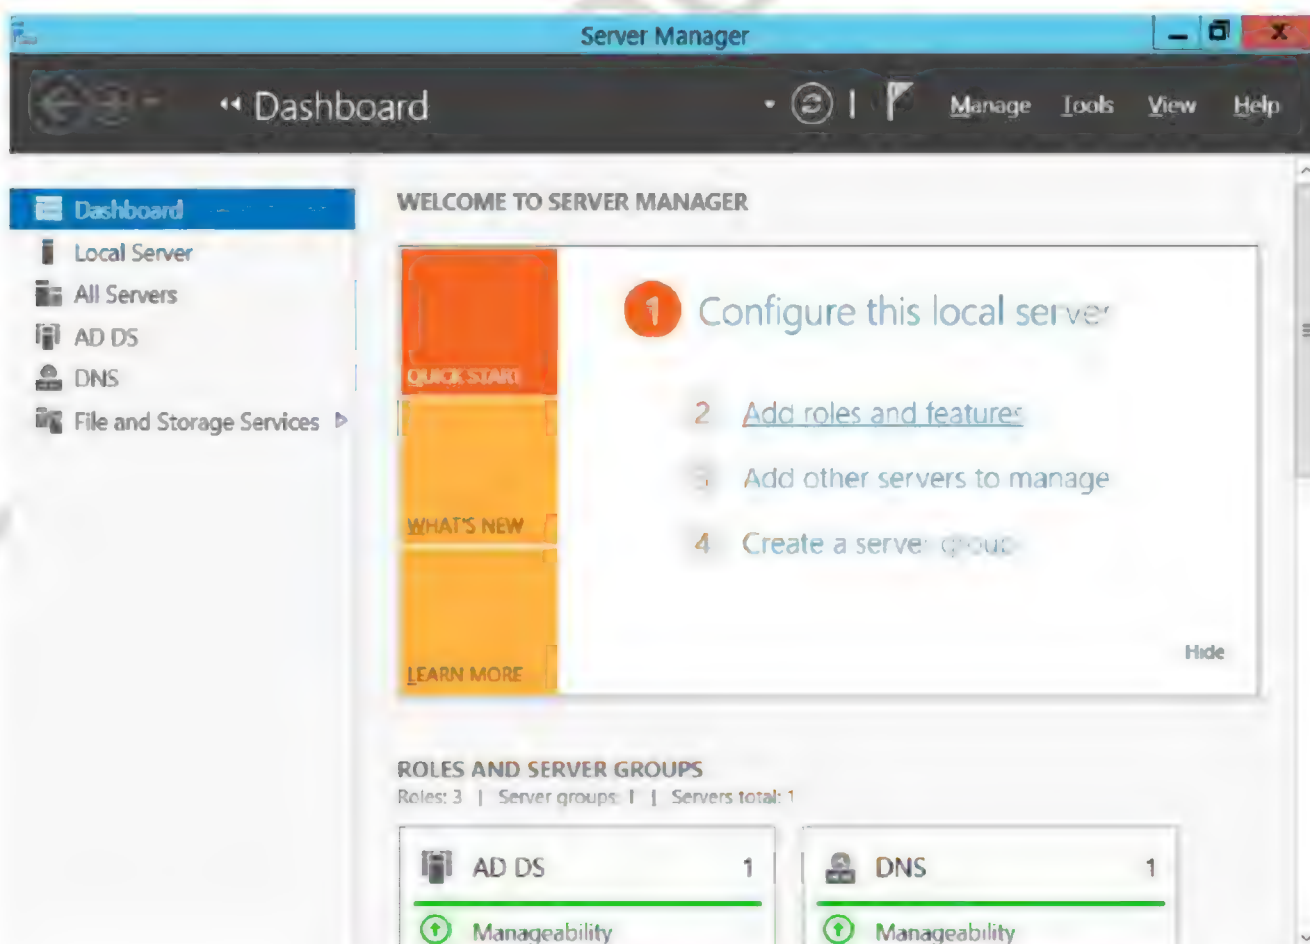 Server Manager
Dashboard
Manage Tools View Help
Dashboard
Local Server
All Servers
AD DS
DNS
File and Storage Services
WELCOME TO SERVER MANAGER
QUICK START
WHAT'S NEW
LEARN MORE
1 Configure this local server
2 Add roles and features
3 Add other servers to manage
4 Create a server group
Hide
ROLES AND SERVER GROUPS
Roles: 3 | Server groups: 1 | Servers total: 1
AD DS 1
Manageability
DNS 1
Manageability